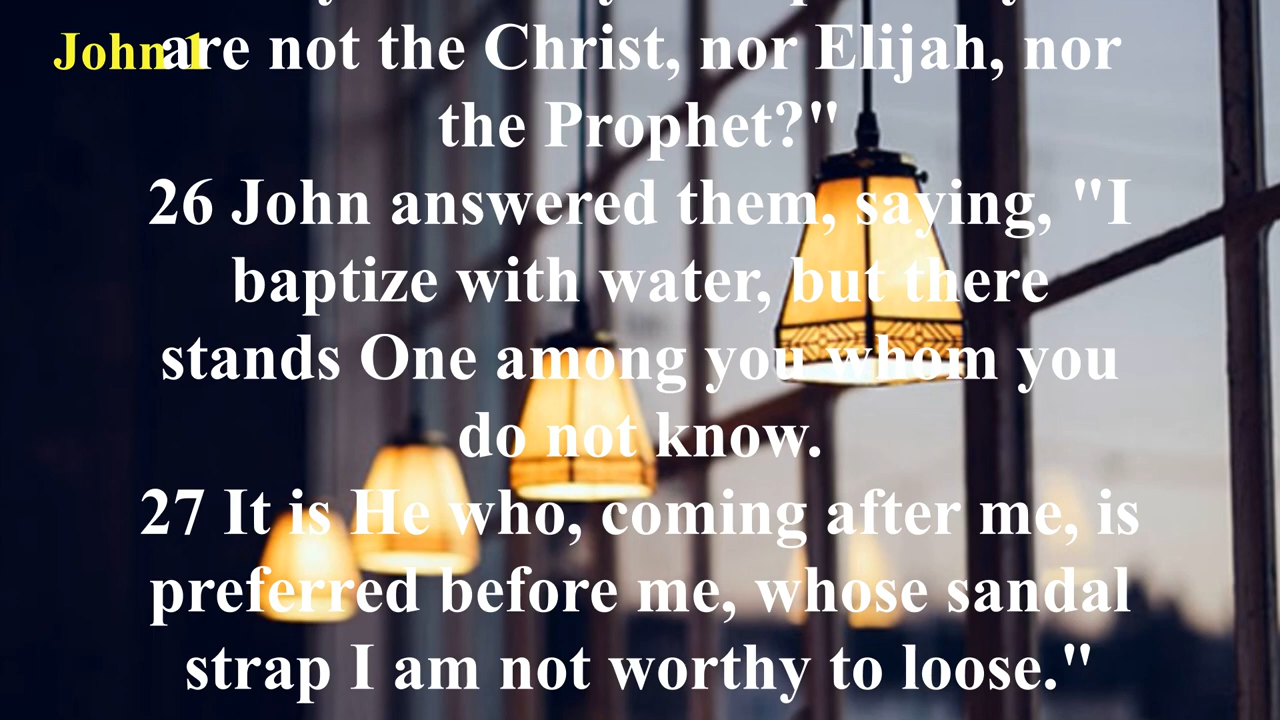 John 1
are not the Christ, nor Elijah, nor
the Prophet?"
26 John answered them, saying, "I
baptize with water, but there
stands One among you whom you
do not know.
27 It is He who, coming after me, is
preferred before me, whose sandal
strap I am not worthy to loose."